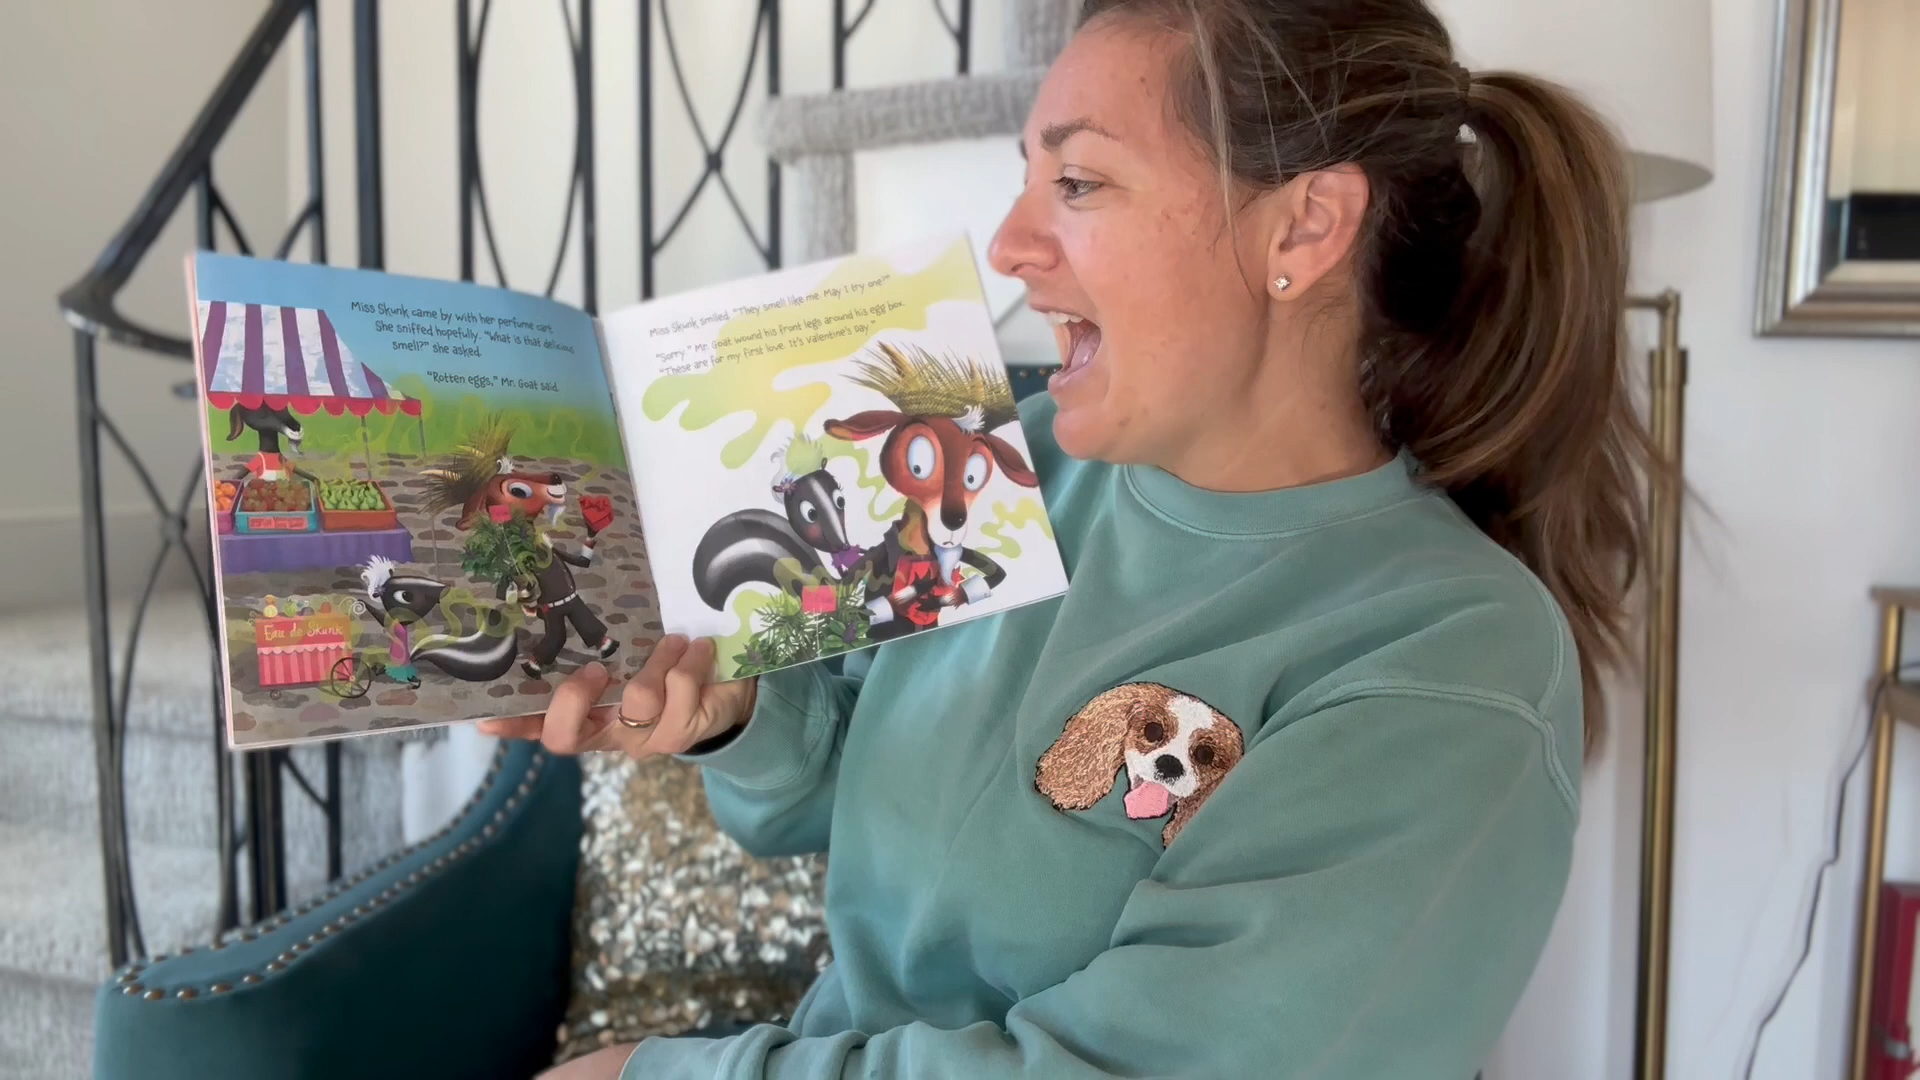 Miss Skunk came by with her perfume cart.
She sniffed hopefully. "What is that delicious
smell?" she asked.
"Rotten eggs," Mr. Goat said.
Eau de Skunk
Miss Skunk smiled. "They smell like me. May I try one?"
"Sorry." Mr. Goat wound his front legs around his egg box.
"These are for my first love. It's Valentine's Day."